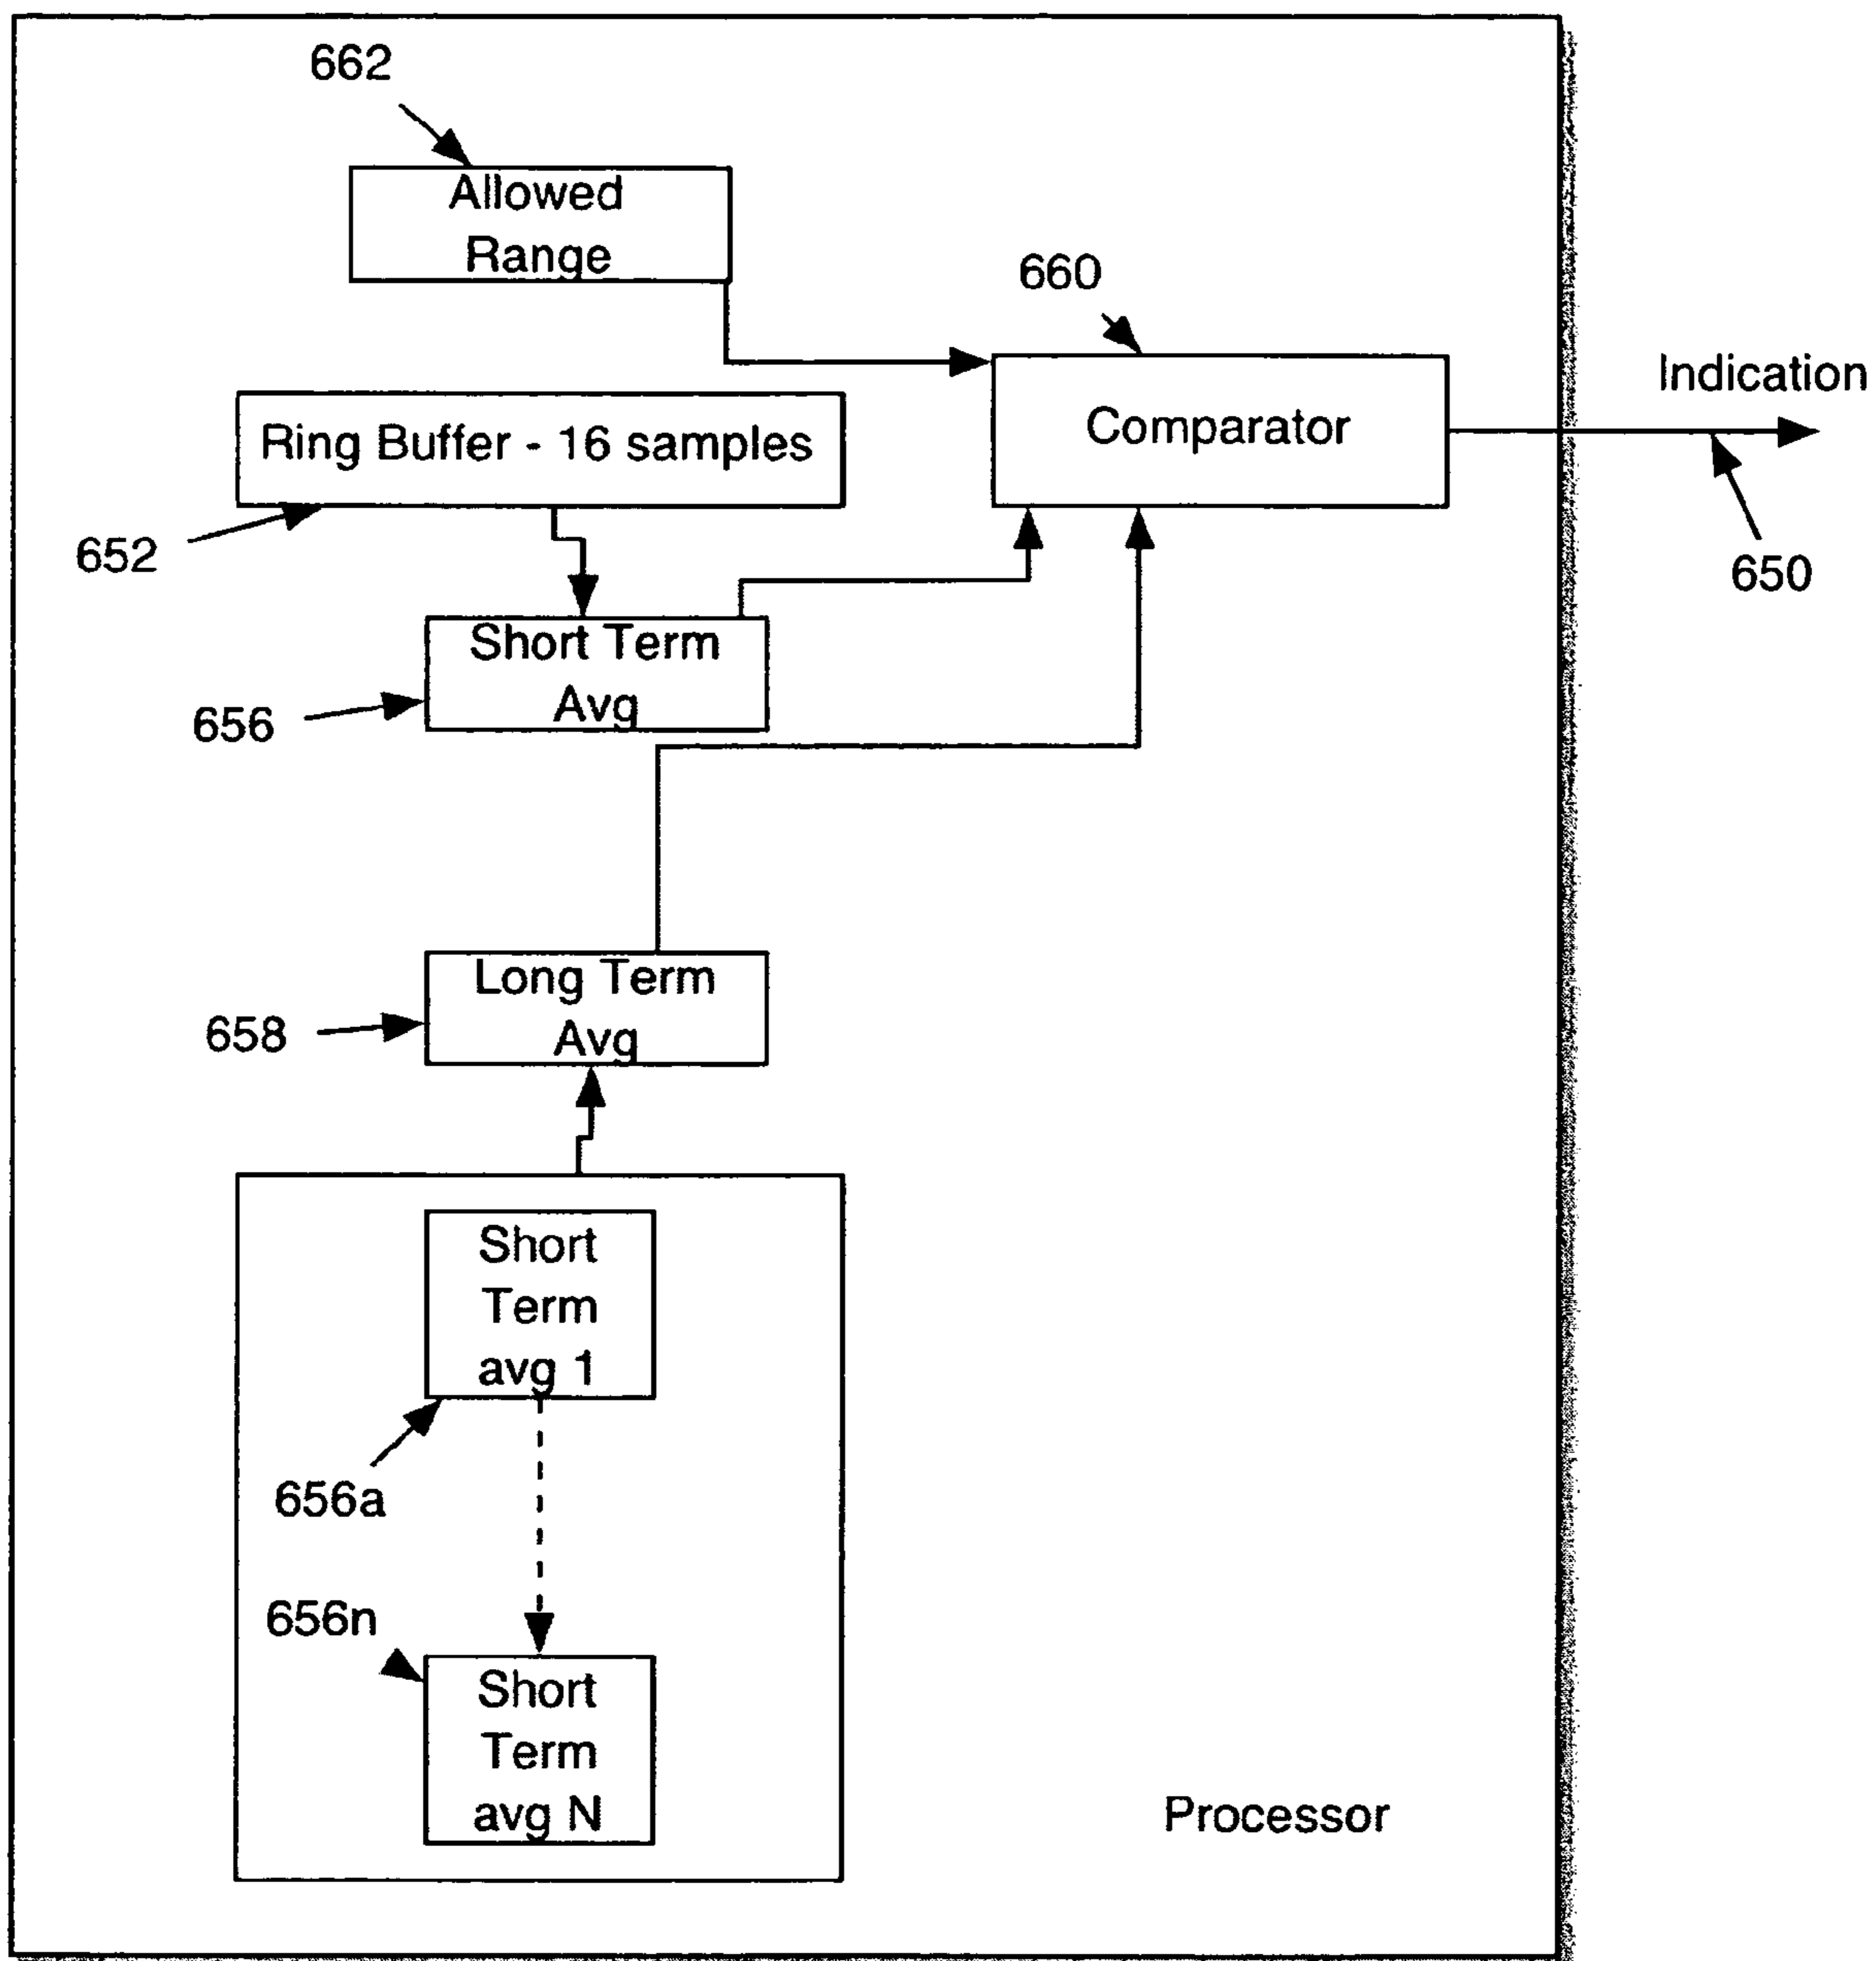 662
Allowed
Range
660
Indication
Comparator
Ring Buffer - 16 samples
652
650
Short Term
Avg
656
Long Term
Avg
658
Short
Term
avg 1
656a
656n
Short
Term
avg N
Processor